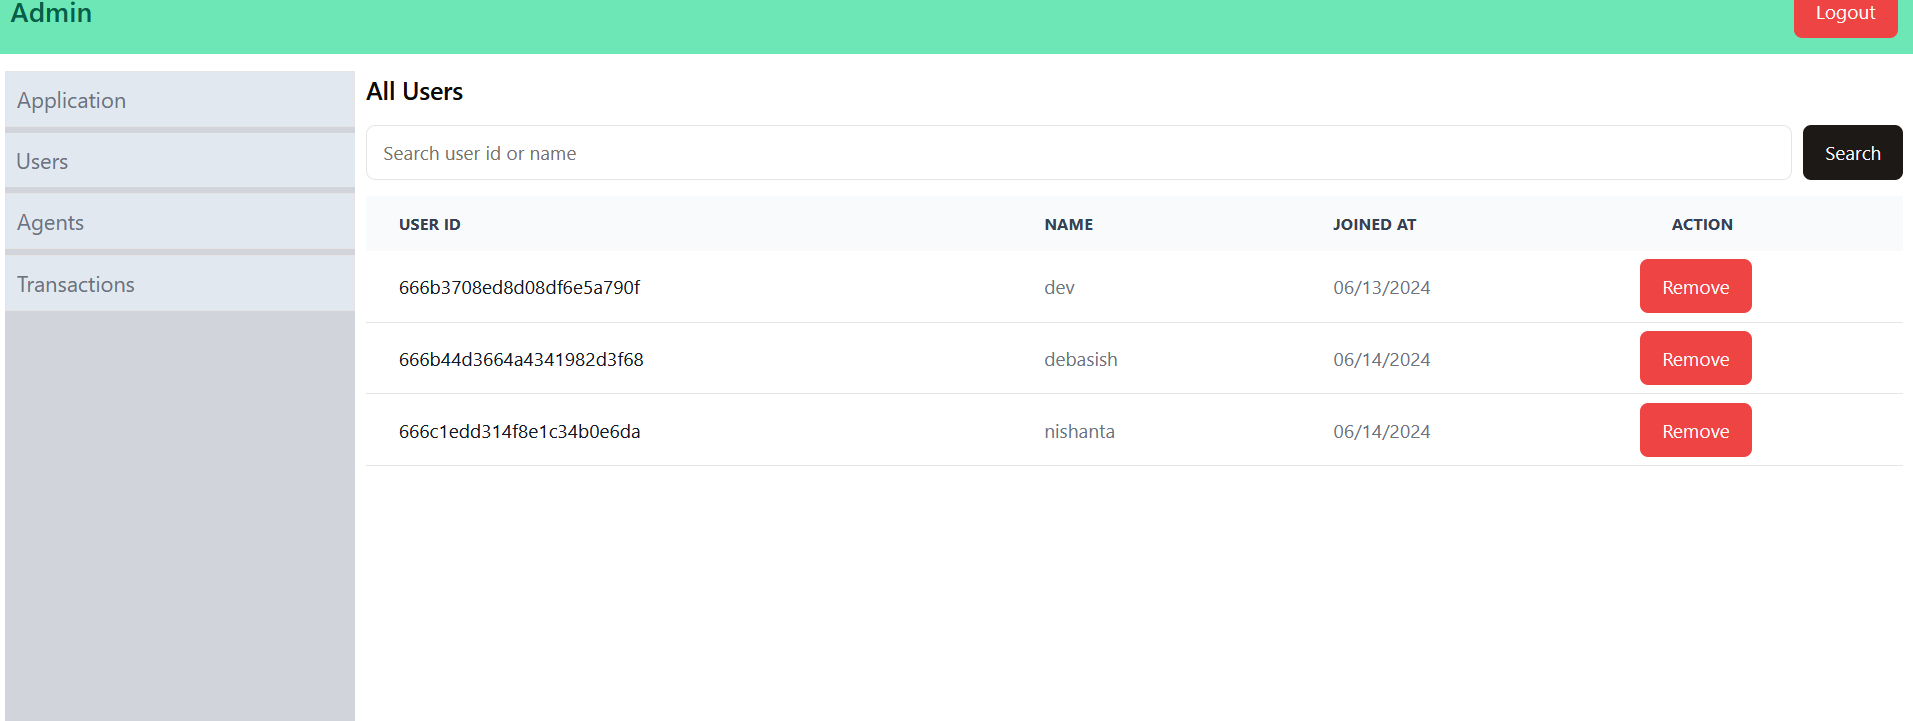 Admin
Logout
Application
Users
Agents
Transactions
All Users
Search user id or name
Search
USER ID NAME JOINED AT ACTION
666b3708ed8d08df6e5a790f dev 06/13/2024 Remove
666b44d3664a4341982d3f68 debasish 06/14/2024 Remove
666c1edd314f8e1c34b0e6da nishanta 06/14/2024 Remove